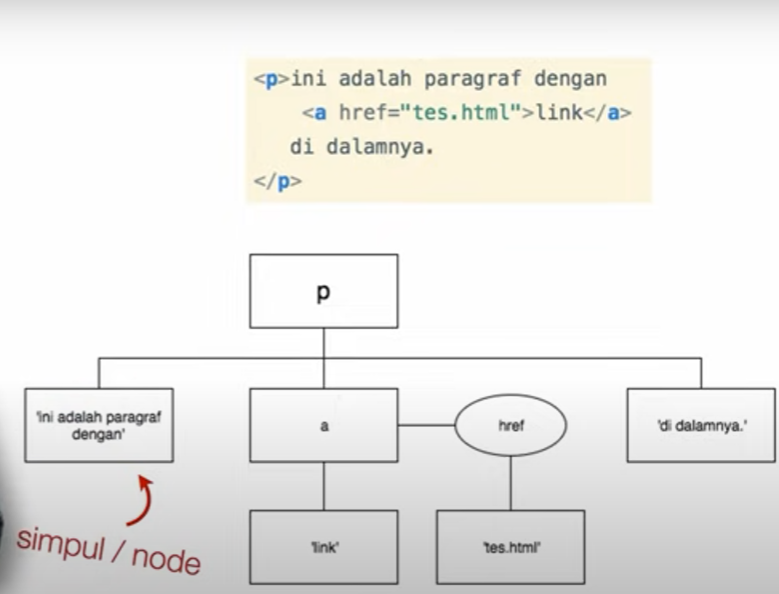 <p>ini adalah paragraf dengan
<a href="tes.html">link</a>
di dalamnya.
</p>
p
'ini adalah paragraf
dengan'
a
href
'di dalamnya.'
'link'
'tes.html'
simpul / node